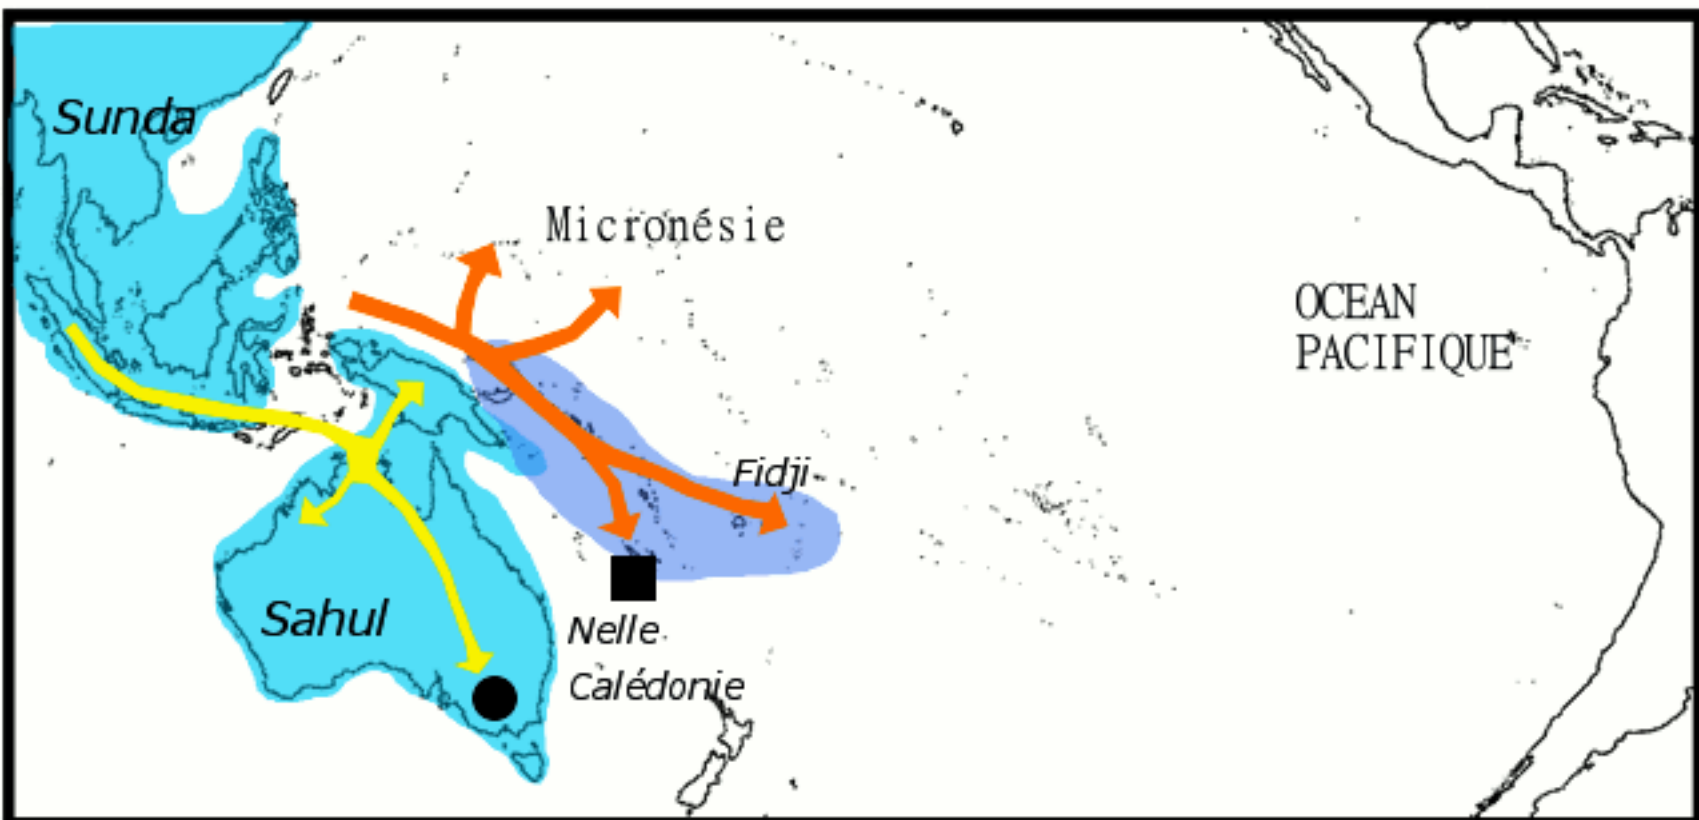 Sunda
Micronésie
OCEAN
PACIFIQUE
Fidji
Sahul
Nelle
Calédonie